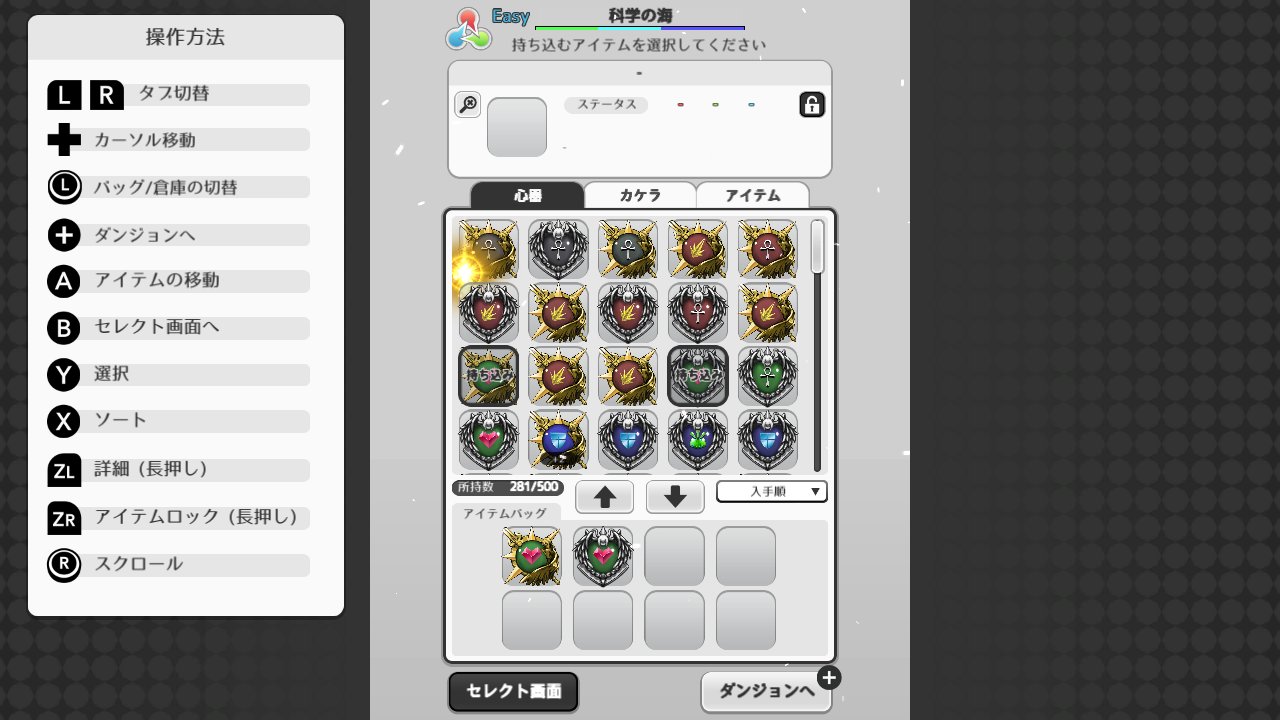 操作方法
L R タブ切替
カーソル移動
L バッグ/倉庫の切替
+ ダンジョンへ
A アイテムの移動
B セレクト画面へ
Y 選択
X ソート
ZL 詳細 (長押し)
ZR アイテムロック (長押し)
R スクロール
Easy 科学の海
持ち込むアイテムを選択してください
-
ステータス - - -
-
心器 カケラ アイテム
持ち込み 持ち込み
所持数 281/500
入手順 ▼
アイテムバッグ
セレクト画面
ダンジョンへ +